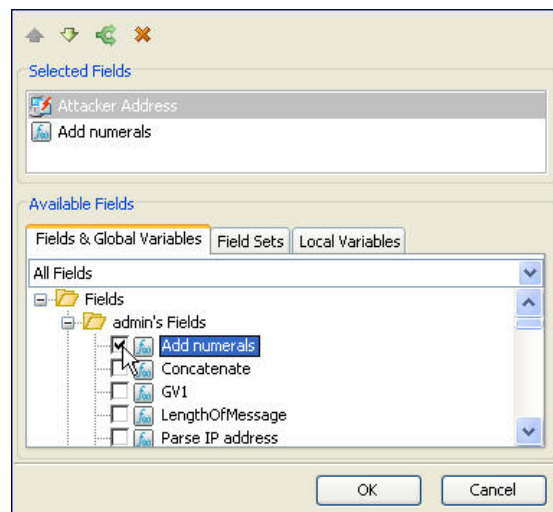 Selected Fields
Attacker Address
Add numerals
Available Fields
Fields & Global Variables Field Sets Local Variables
All Fields
Fields
admin's Fields
Add numerals
Concatenate
GV1
LengthOfMessage
Parse IP address
OK Cancel